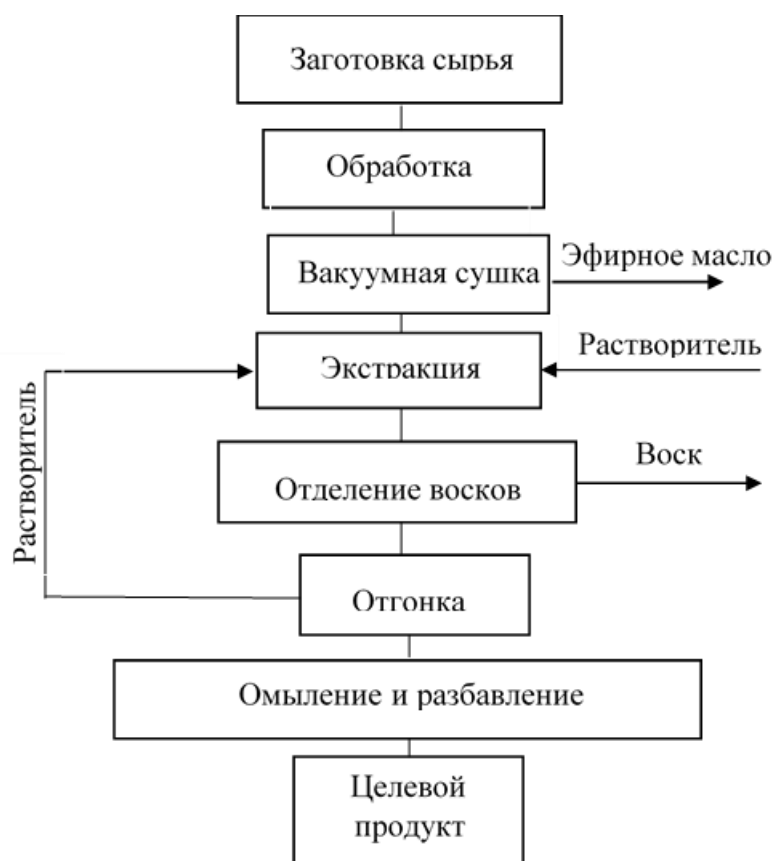 Заготовка сырья
Обработка
Вакуумная сушка
Эфирное масло
Экстракция
Растворитель
Растворитель
Отделение восков
Воск
Отгонка
Омыление и разбавление
Целевой
продукт